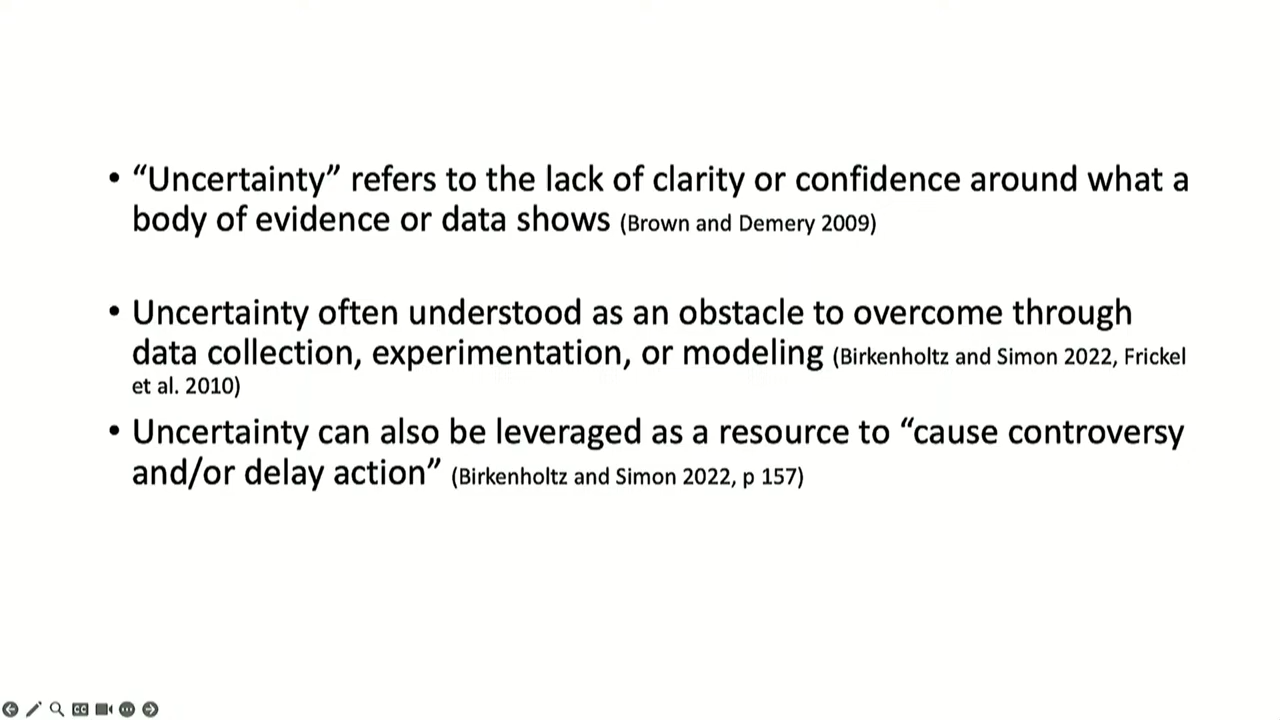 • “Uncertainty” refers to the lack of clarity or confidence around what a
body of evidence or data shows (Brown and Demery 2009)
• Uncertainty often understood as an obstacle to overcome through
data collection, experimentation, or modeling (Birkenholtz and Simon 2022, Frickel
et al. 2010)
• Uncertainty can also be leveraged as a resource to “cause controversy
and/or delay action” (Birkenholtz and Simon 2022, p 157)
CC